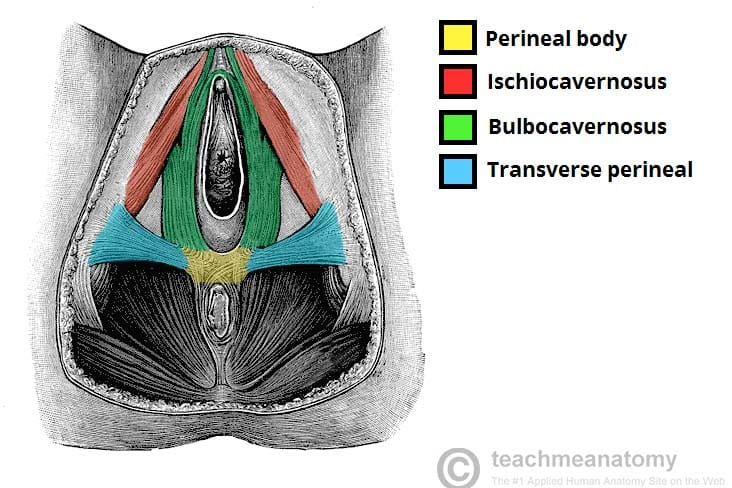 Perineal body
Ischiocavernosus
Bulbocavernosus
Transverse perineal
© teachmeanatomy
The #1 Applied Human Anatomy Site on the Web.